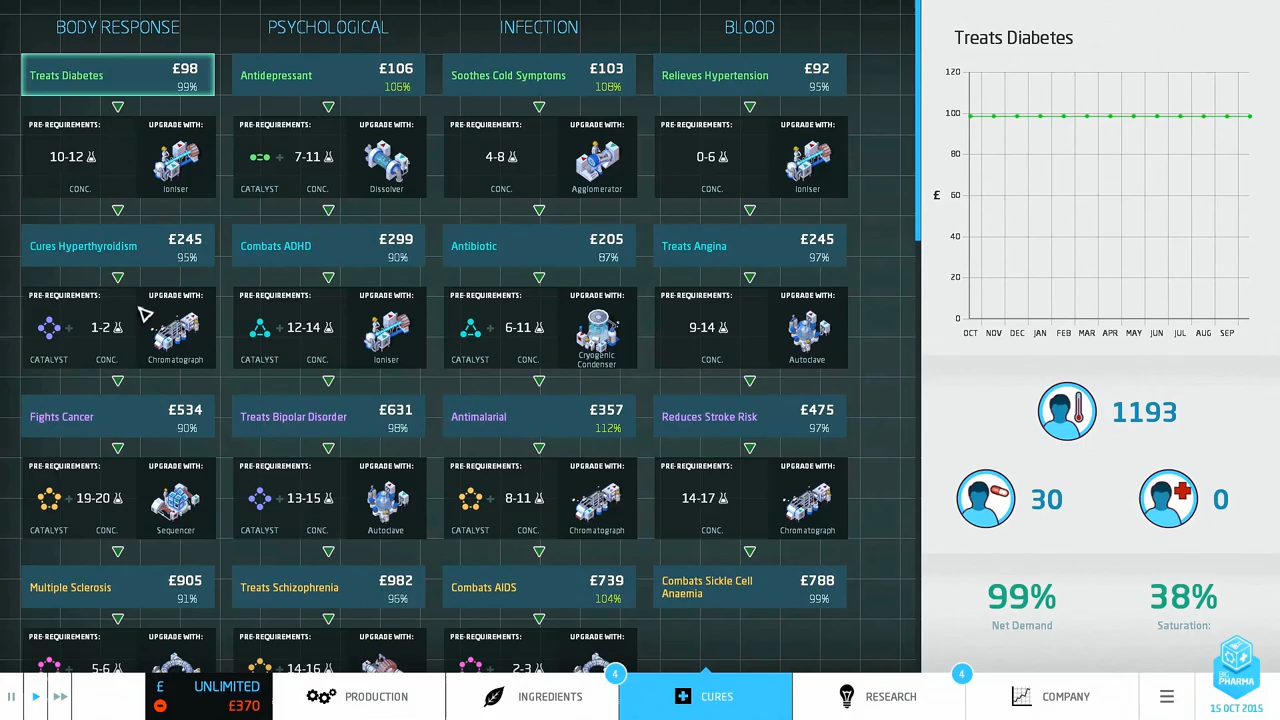 BODY RESPONSE PSYCHOLOGICAL INFECTION BLOOD
Treats Diabetes £98 99%
Antidepressant £106 106%
Soothes Cold Symptoms £103 108%
Relieves Hypertension £92 95%
PRE-REQUIREMENTS: UPGRADE WITH:
10-12
CONC. Ioniser
PRE-REQUIREMENTS: UPGRADE WITH:
+ 7-11
CATALYST CONC. Dissolver
PRE-REQUIREMENTS: UPGRADE WITH:
4-8
CONC. Agglomerator
PRE-REQUIREMENTS: UPGRADE WITH:
0-6
CONC. Ioniser
Cures Hyperthyroidism £245 95%
Combats ADHD £299 90%
Antibiotic £205 87%
Treats Angina £245 97%
PRE-REQUIREMENTS: UPGRADE WITH:
+ 1-2
CATALYST CONC. Chromatograph
PRE-REQUIREMENTS: UPGRADE WITH:
+ 12-14
CATALYST CONC. Ioniser
PRE-REQUIREMENTS: UPGRADE WITH:
+ 6-11
CATALYST CONC. Cryogenic
Condenser
PRE-REQUIREMENTS: UPGRADE WITH:
9-14
CONC. Autoclave
Fights Cancer £534 90%
Treats Bipolar Disorder £631 98%
Antimalarial £357 112%
Reduces Stroke Risk £475 97%
PRE-REQUIREMENTS: UPGRADE WITH:
+ 19-20
CATALYST CONC. Sequencer
PRE-REQUIREMENTS: UPGRADE WITH:
+ 13-15
CATALYST CONC. Autoclave
PRE-REQUIREMENTS: UPGRADE WITH:
+ 8-11
CATALYST CONC. Chromatograph
PRE-REQUIREMENTS: UPGRADE WITH:
14-17
CONC. Chromatograph
Multiple Sclerosis £905 91%
Treats Schizophrenia £982 96%
Combats AIDS £739 104%
Combats Sickle Cell
Anaemia £788 99%
PRE-REQUIREMENTS: UPGRADE WITH:
5-6
PRE-REQUIREMENTS: UPGRADE WITH:
+ 14-16
PRE-REQUIREMENTS: UPGRADE WITH:
2-3
Treats Diabetes
120
100
80
£ 60
40
20
0
OCT NOV DEC JAN FEB MAR APR MAY JUN JUL AUG SEP
1193
30 0
99% 38%
Net Demand Saturation:
£ UNLIMITED
£370
PRODUCTION
INGREDIENTS
4
CURES
RESEARCH
4
COMPANY
BIG
PHARMA
15 OCT 2015